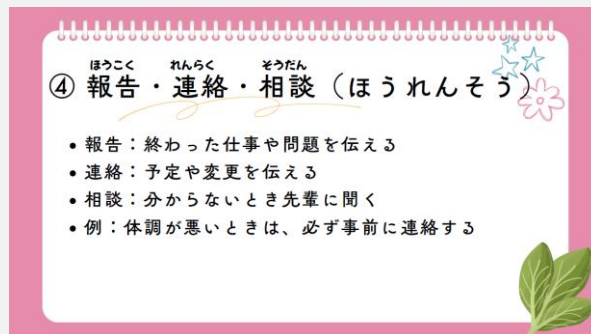 ほうこく れんらく そうだん
④ 報告・連絡・相談（ほうれんそう）
• 報告：終わった仕事や問題を伝える
• 連絡：予定や変更を伝える
• 相談：分からないとき先輩に聞く
• 例：体調が悪いときは、必ず事前に連絡する